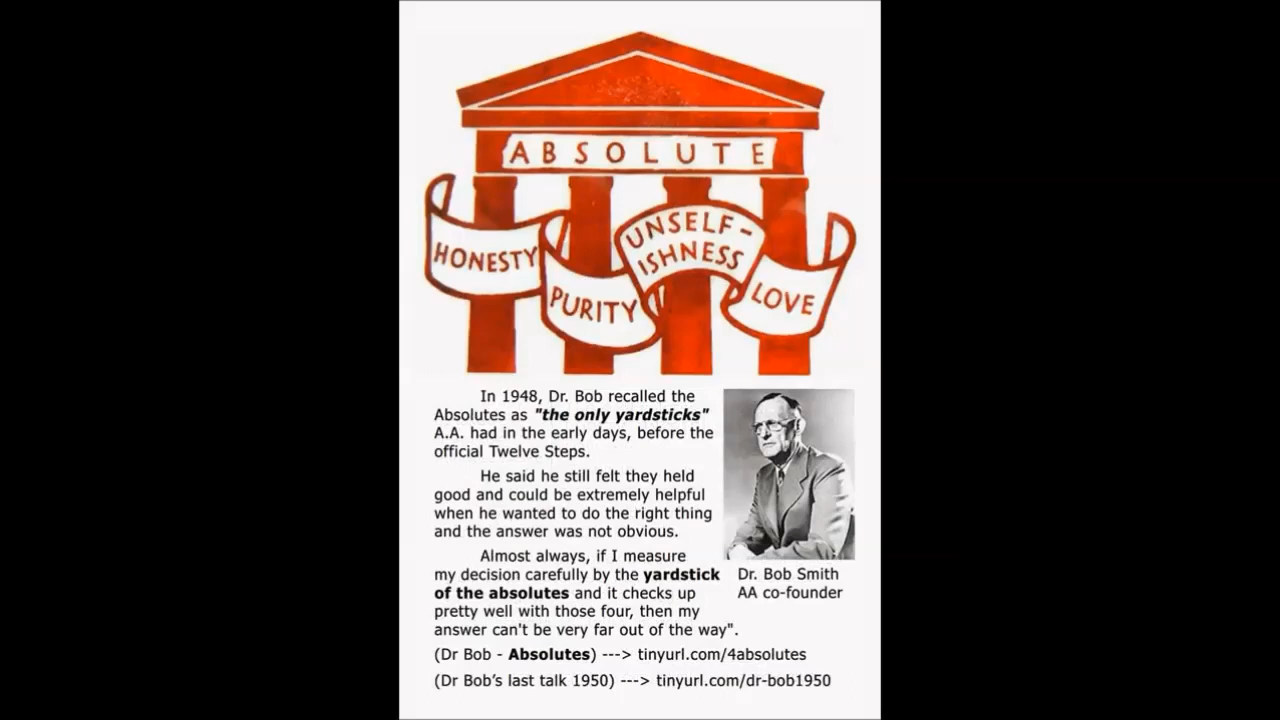 ABSOLUTE
HONESTY
PURITY
UNSELF-
ISHNESS
LOVE
In 1948, Dr. Bob recalled the
Absolutes as "the only yardsticks"
A.A. had in the early days, before the
official Twelve Steps.
He said he still felt they held
good and could be extremely helpful
when he wanted to do the right thing
and the answer was not obvious.
Almost always, if I measure
my decision carefully by the yardstick
of the absolutes and it checks up
pretty well with those four, then my
answer can't be very far out of the way".
Dr. Bob Smith
AA co-founder
(Dr Bob - Absolutes) ---> tinyurl.com/4absolutes
(Dr Bob's last talk 1950) ---> tinyurl.com/dr-bob1950